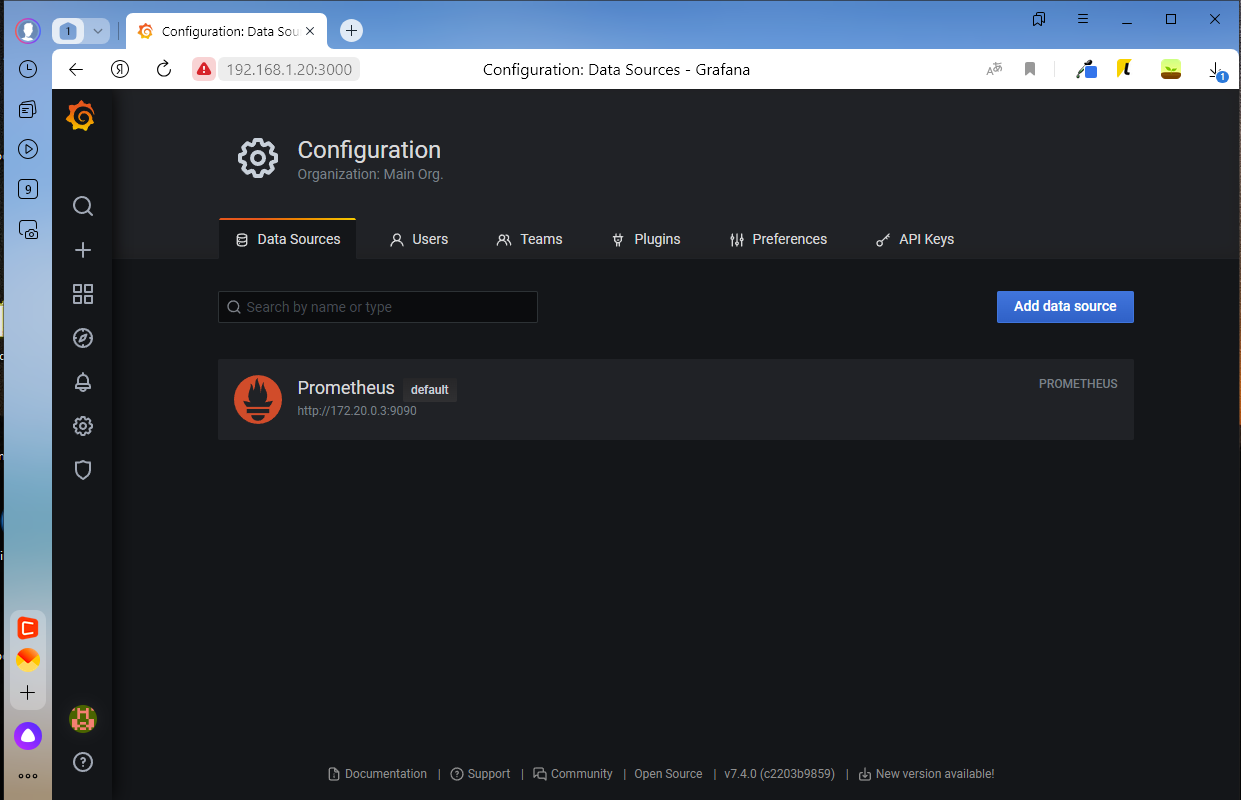 1
Configuration: Data Sou
192.168.1.20:3000
Configuration: Data Sources - Grafana
1
9
Configuration
Organization: Main Org.
Data Sources
Users
Teams
Plugins
Preferences
API Keys
Search by name or type
Add data source
Prometheus
default
PROMETHEUS
http://172.20.0.3:9090
Documentation | Support | Community | Open Source | v7.4.0 (c2203b9859) | New version available!